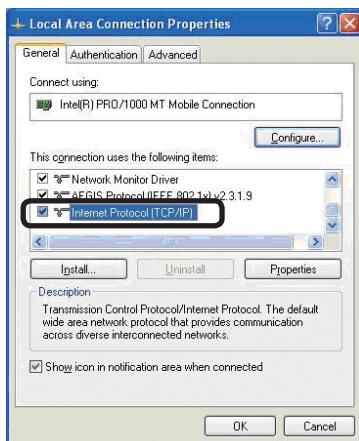 Local Area Connection Properties
General Authentication Advanced
Connect using:
Intel(R) PRO/1000 MT Mobile Connection
Configure...
This connection uses the following items:
Network Monitor Driver
AEGIS Protocol (IEEE 802.1x) v2.3.1.9
Internet Protocol (TCP/IP)
Install... Uninstall Properties
Description
Transmission Control Protocol/Internet Protocol. The default
wide area network protocol that provides communication
across diverse interconnected networks.
Show icon in notification area when connected
OK Cancel